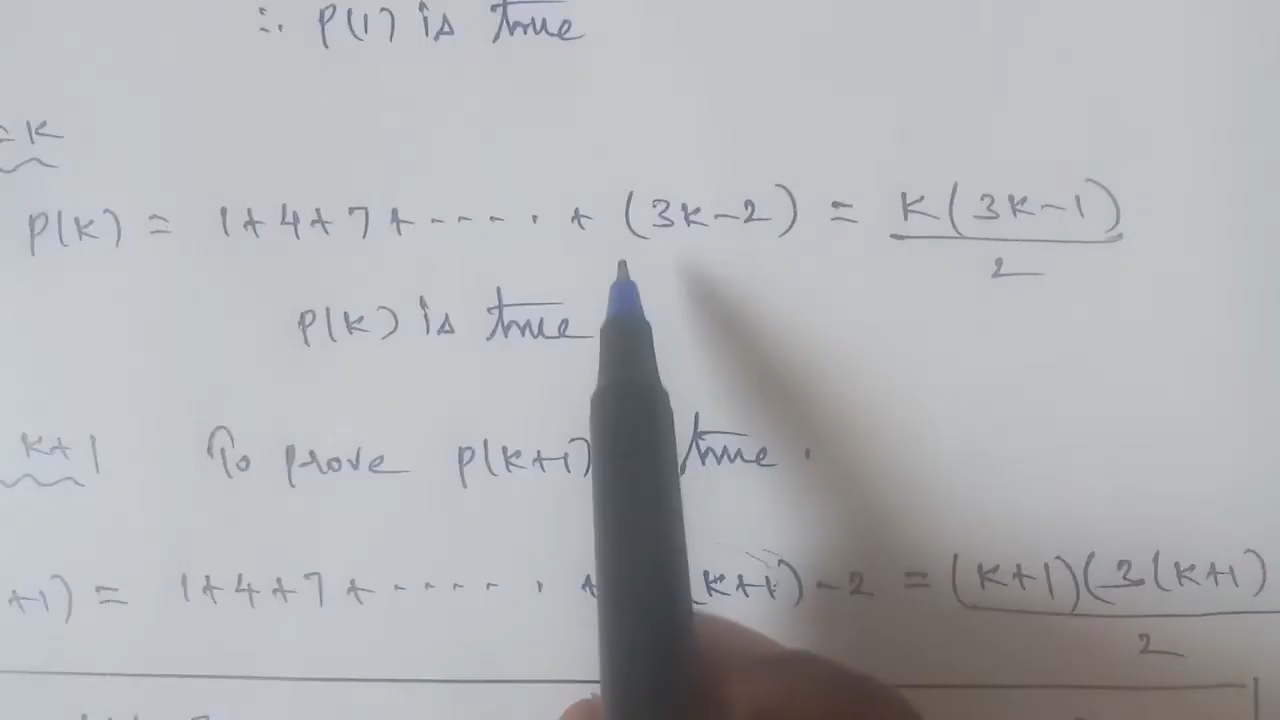 ∴ P(1) is true
= K
P(K) = 1+4+7+-----. + (3K-2) = K(3K-1)
2
P(K) is true
K+1 To prove P(K+1) true.
+1) = 1+4+7+-----. + (K+1)-2 = (K+1)(3(K+1)
2